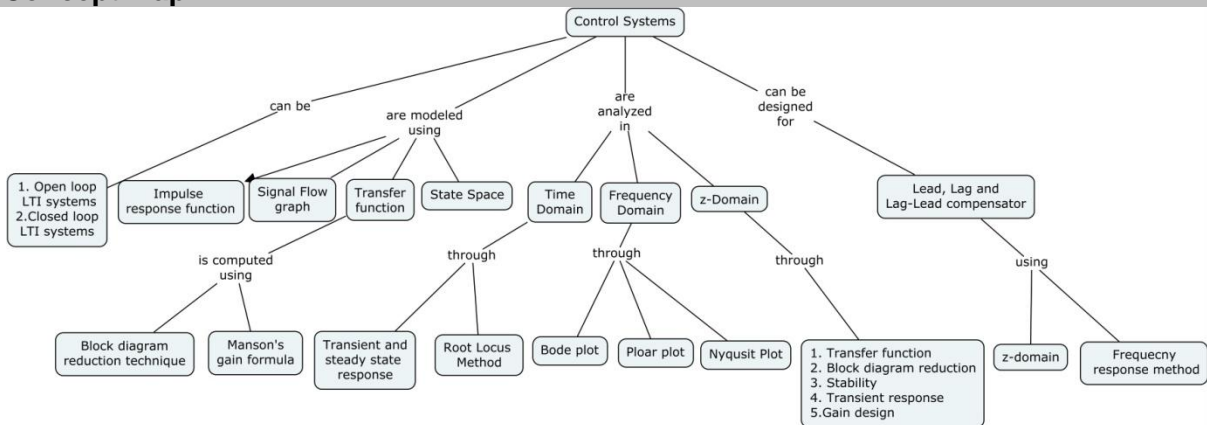 Control Systems
can be
are modeled
using
are
analyzed
in
can be
designed
for
1. Open loop
LTI systems
2.Closed loop
LTI systems
Impulse
response function
Signal Flow
graph
Transfer
function
State Space
Time
Domain
Frequency
Domain
z-Domain
Lead, Lag and
Lag-Lead compensator
is computed
using
through
through
through
using
Block diagram
reduction technique
Manson's
gain formula
Transient and
steady state
response
Root Locus
Method
Bode plot
Ploar plot
Nyqusit Plot
1. Transfer function
2. Block diagram reduction
3. Stability
4. Transient response
5.Gain design
z-domain
Frequecny
response method